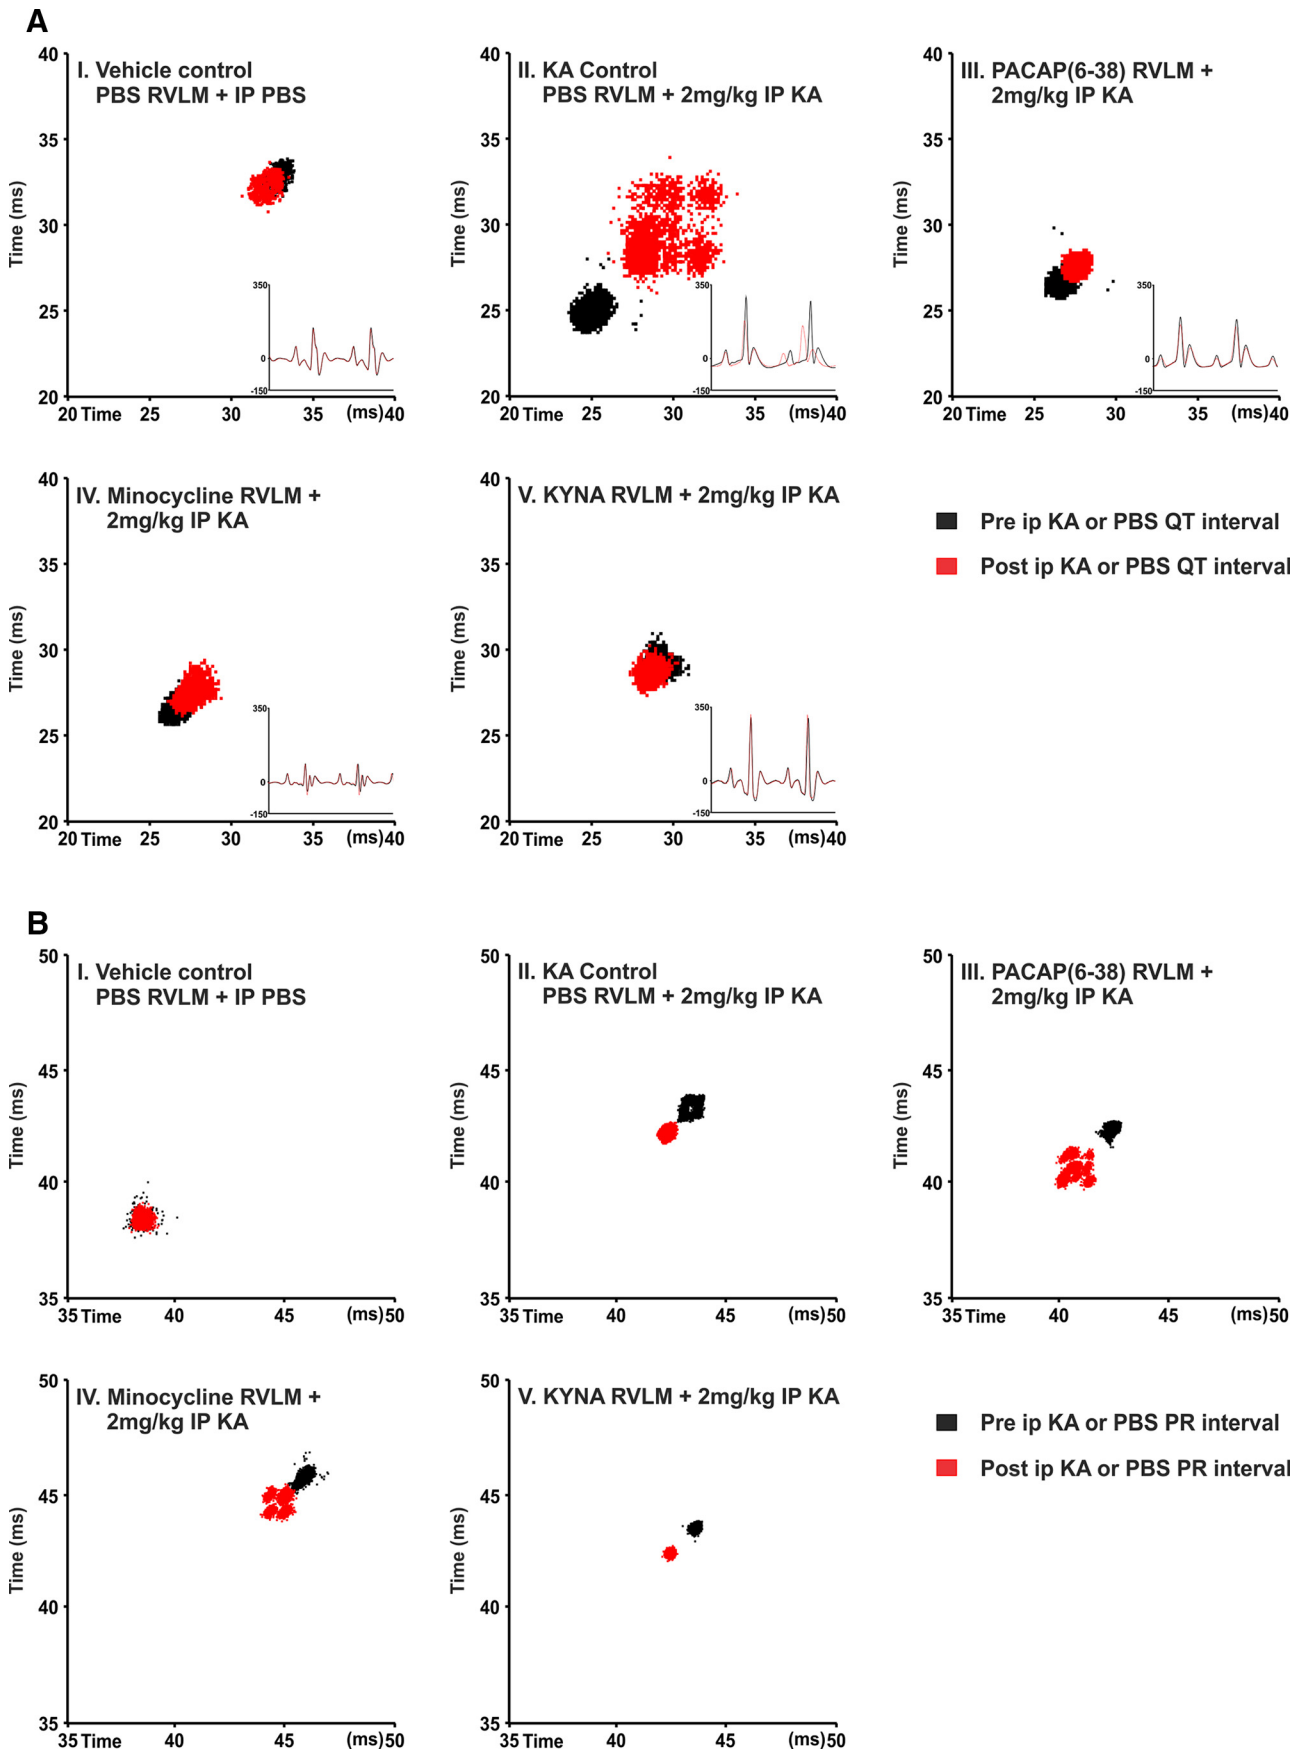 A
I. Vehicle control
PBS RVLM + IP PBS
40
35
30
25
20
Time (ms)
350
0
-150
20 Time 25 30 35 (ms) 40
II. KA Control
PBS RVLM + 2mg/kg IP KA
40
35
30
25
20
Time (ms)
350
0
-150
20 Time 25 30 35 (ms) 40
III. PACAP(6-38) RVLM +
2mg/kg IP KA
40
35
30
25
20
Time (ms)
350
0
-150
20 Time 25 30 35 (ms) 40
IV. Minocycline RVLM +
2mg/kg IP KA
40
35
30
25
20
Time (ms)
350
0
-150
20 Time 25 30 35 (ms) 40
V. KYNA RVLM + 2mg/kg IP KA
40
35
30
25
20
Time (ms)
350
0
-150
20 Time 25 30 35 (ms) 40
Pre ip KA or PBS QT interval
Post ip KA or PBS QT interval
B
I. Vehicle control
PBS RVLM + IP PBS
50
45
40
35
Time (ms)
35 Time 40 45 (ms) 50
II. KA Control
PBS RVLM + 2mg/kg IP KA
50
45
40
35
Time (ms)
35 Time 40 45 (ms) 50
III. PACAP(6-38) RVLM +
2mg/kg IP KA
50
45
40
35
Time (ms)
35 Time 40 45 (ms) 50
IV. Minocycline RVLM +
2mg/kg IP KA
50
45
40
35
Time (ms)
35 Time 40 45 (ms) 50
V. KYNA RVLM + 2mg/kg IP KA
50
45
40
35
Time (ms)
35 Time 40 45 (ms) 50
Pre ip KA or PBS PR interval
Post ip KA or PBS PR interval